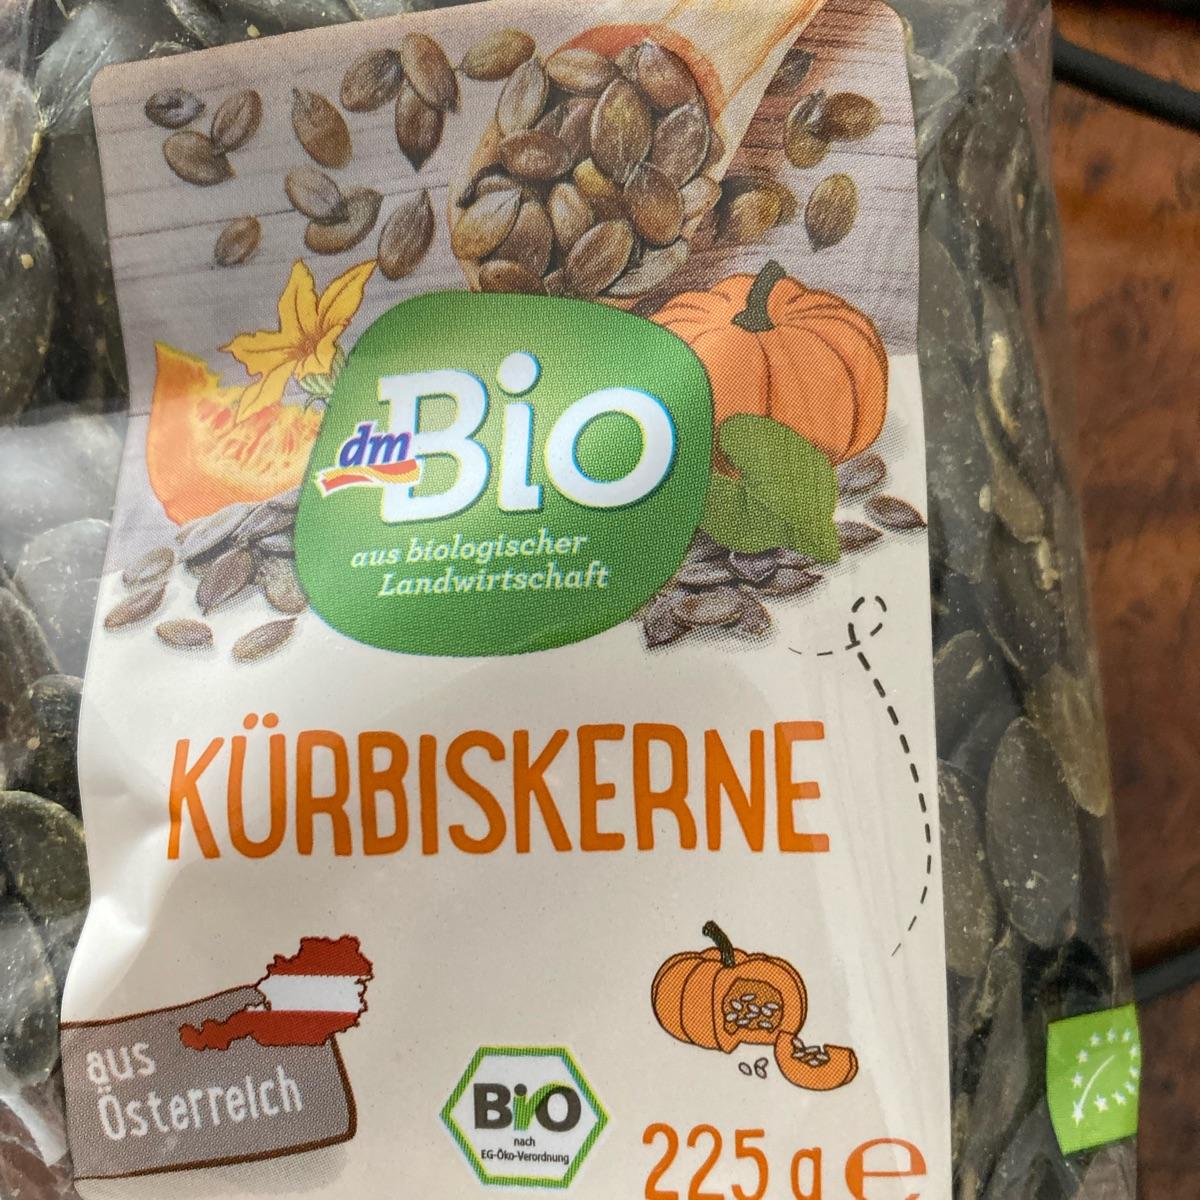 dm
Bio
aus biologischer
Landwirtschaft
KÜRBISKERNE
aus
Österreich
BiO
nach
EG-Öko-Verordnung
225 g e